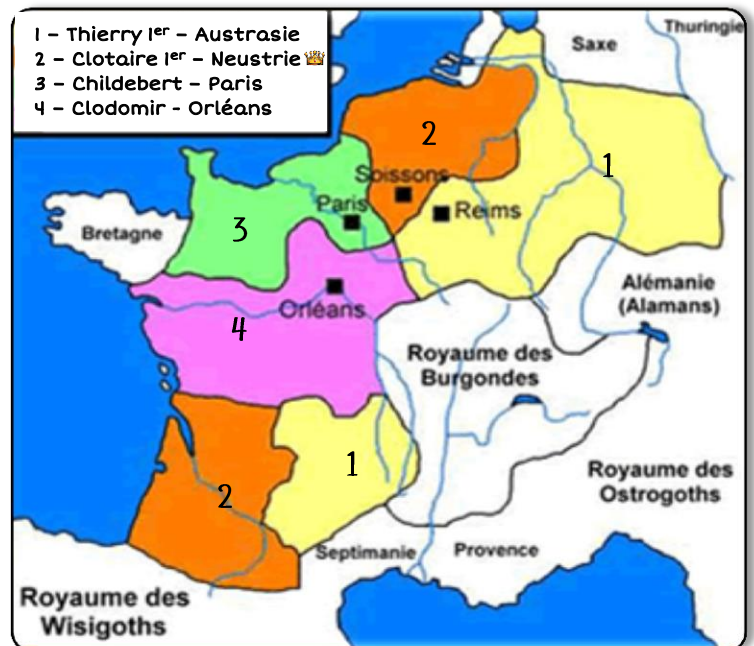 1 – Thierry Ier – Austrasie
2 – Clotaire Ier – Neustrie
3 – Childebert – Paris
4 – Clodomir - Orléans
Thuringie
Saxe
2
1
Soissons
Paris
Reims
3
Bretagne
Alémanie
(Alamans)
Orléans
4
Royaume des
Burgondes
1
2
Royaume des
Ostrogoths
Septimanie
Provence
Royaume des
Wisigoths